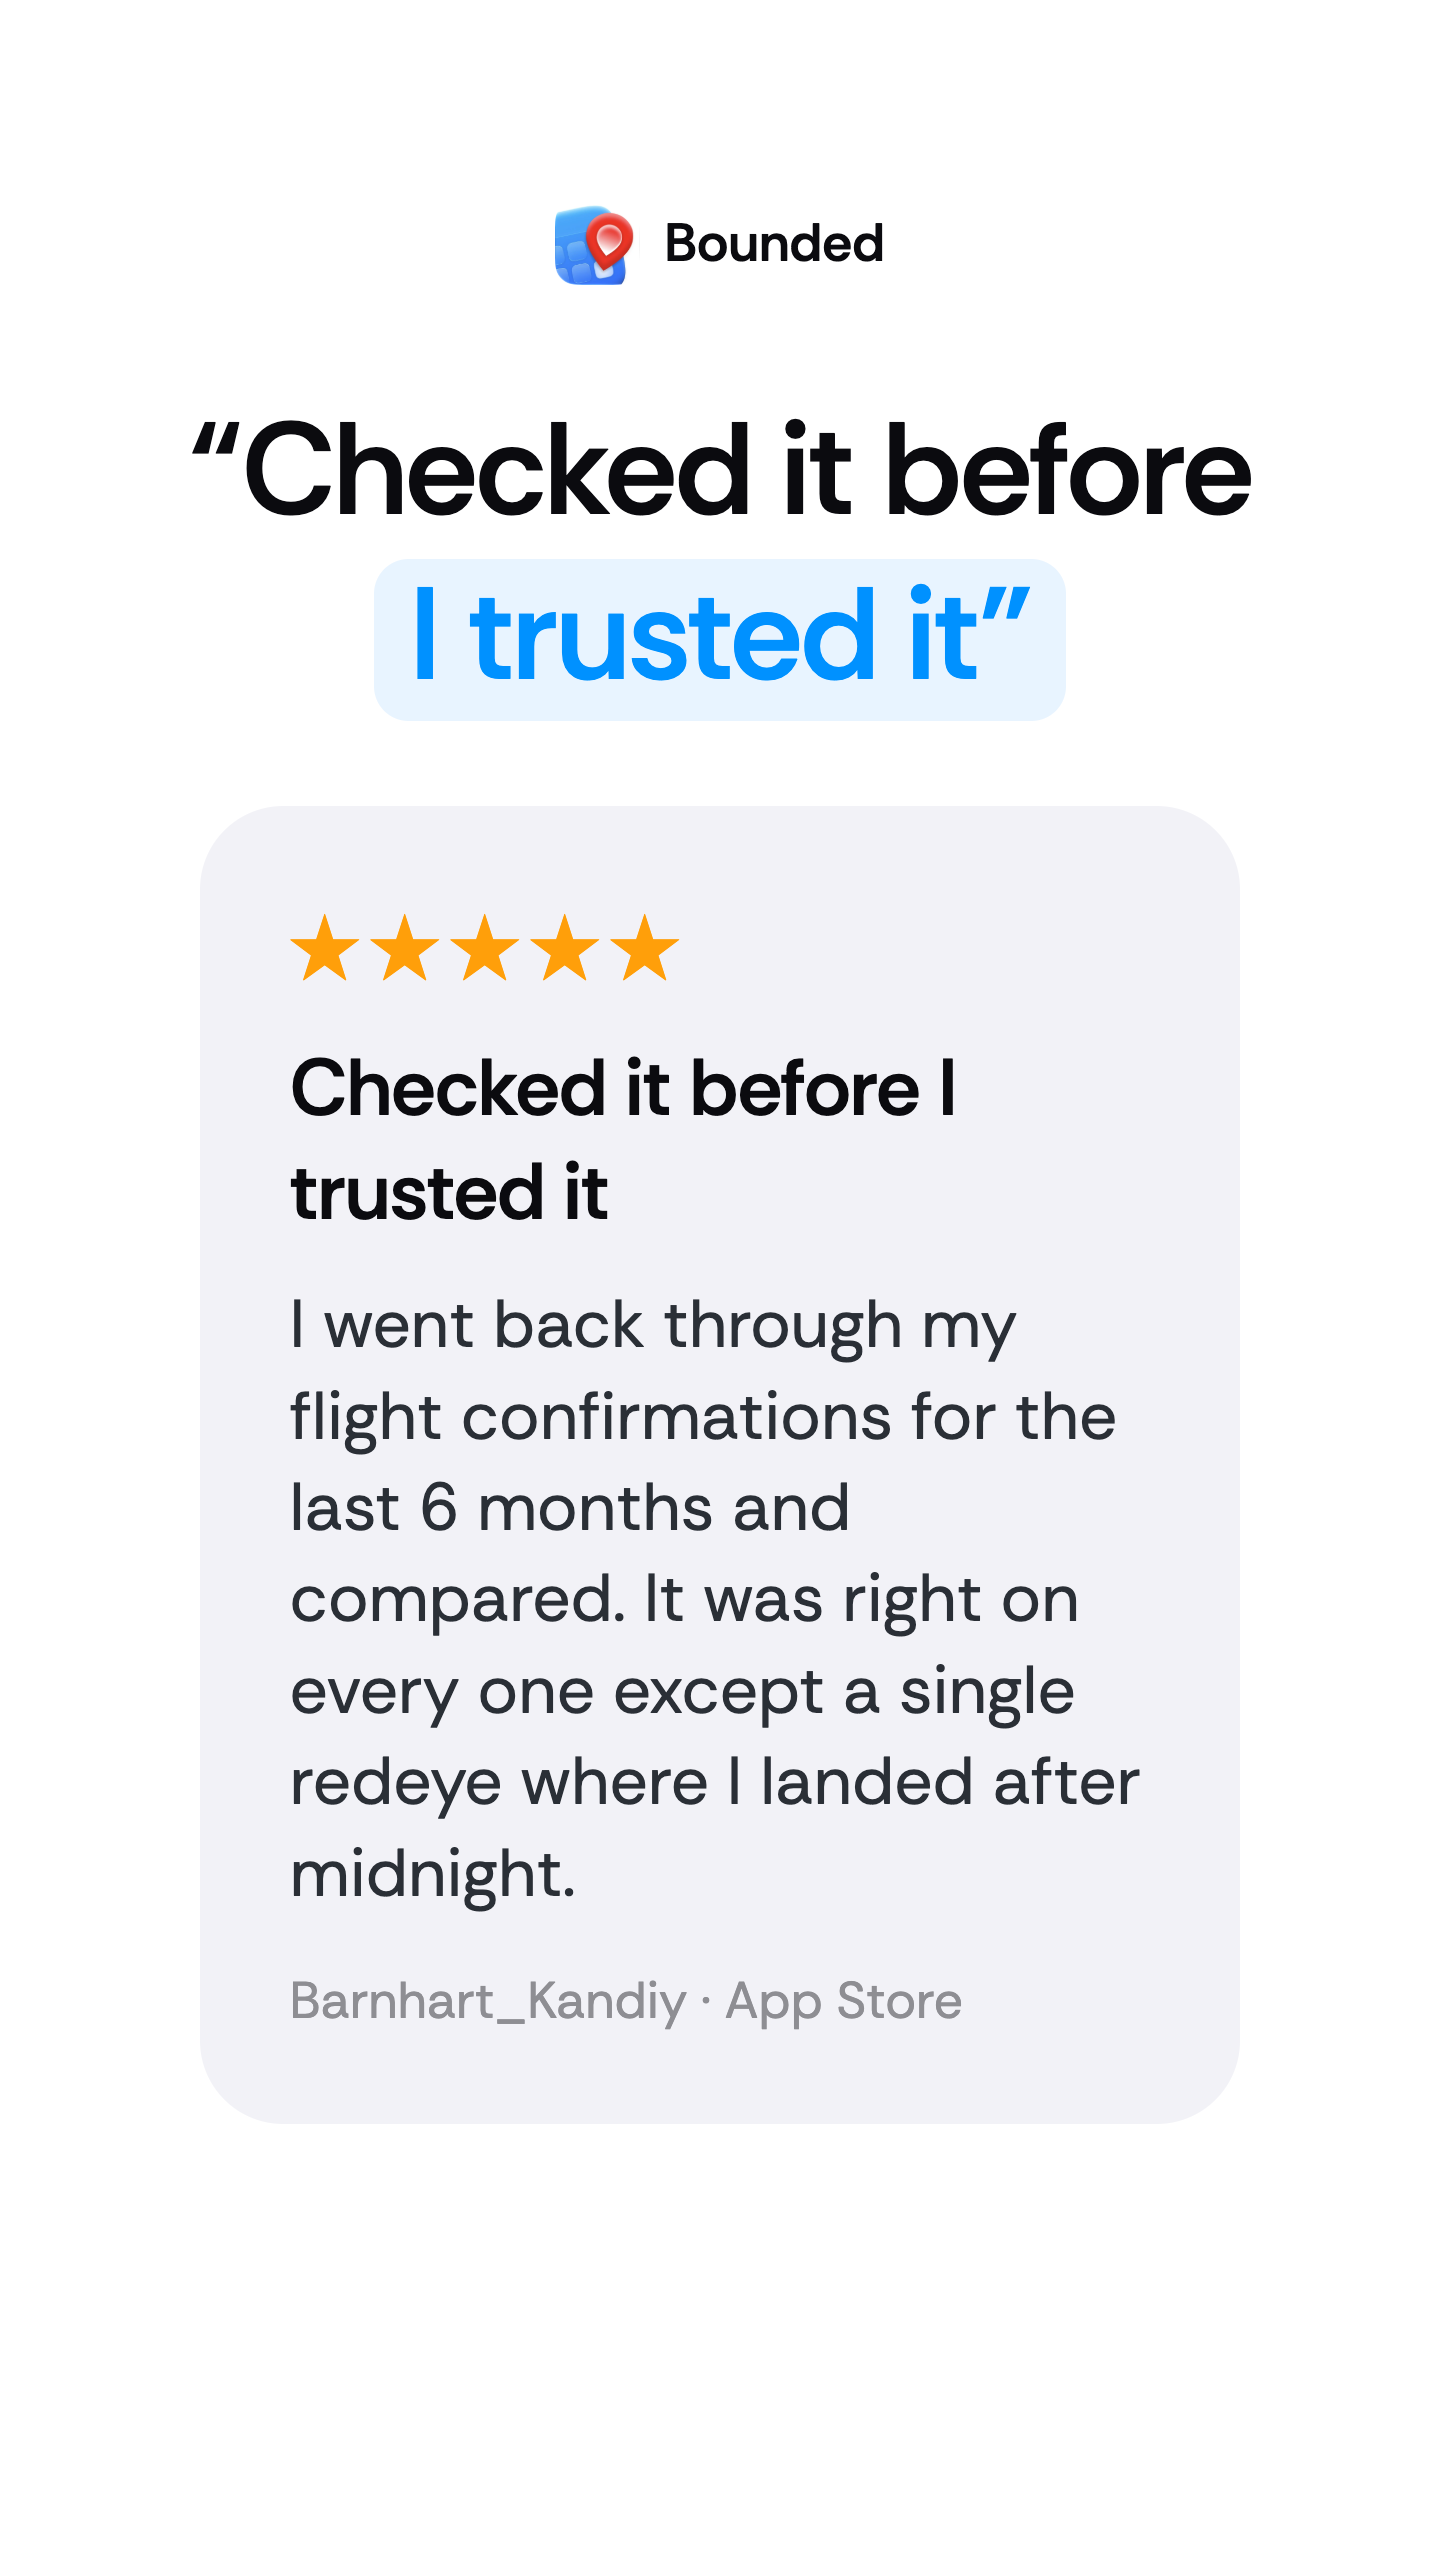 Bounded
“Checked it before
I trusted it”
★★★★★
Checked it before I
trusted it
I went back through my
flight confirmations for the
last 6 months and
compared. It was right on
every one except a single
redeye where I landed after
midnight.
Barnhart_Kandiy · App Store